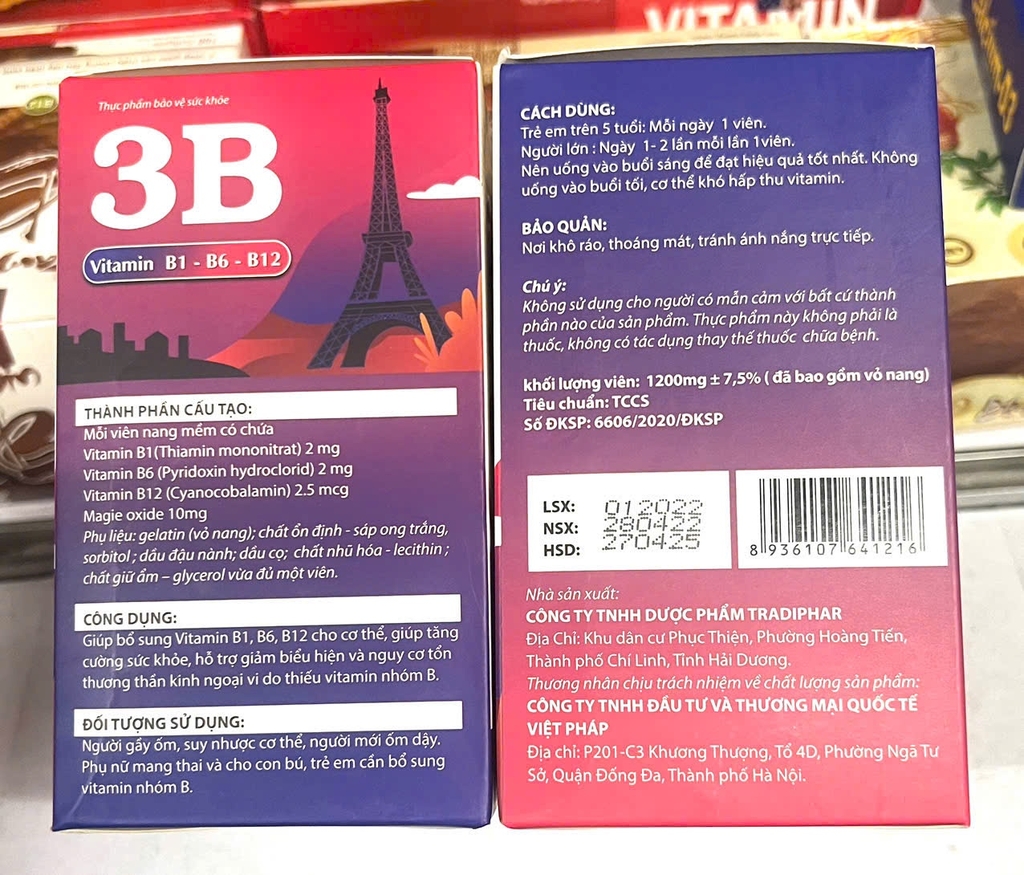 VITAMIN
Thực phẩm bảo vệ sức khỏe
3B
Vitamin B1 - B6 - B12
THÀNH PHẦN CẤU TẠO:
Mỗi viên nang mềm có chứa
Vitamin B1(Thiamin mononitrat) 2 mg
Vitamin B6 (Pyridoxin hydroclorid) 2 mg
Vitamin B12 (Cyanocobalamin) 2.5 mcg
Magie oxide 10mg
Phụ liệu: gelatin (vỏ nang); chất ổn định - sáp ong trắng,
sorbitol ; dầu đậu nành; dầu cọ; chất nhũ hóa - lecithin ;
chất giữ ẩm – glycerol vừa đủ một viên.
CÔNG DỤNG:
Giúp bổ sung Vitamin B1, B6, B12 cho cơ thể, giúp tăng
cường sức khỏe, hỗ trợ giảm biểu hiện và nguy cơ tổn
thương thần kinh ngoại vi do thiếu vitamin nhóm B.
ĐỐI TƯỢNG SỬ DỤNG:
Người gầy ốm, suy nhược cơ thể, người mới ốm dậy.
Phụ nữ mang thai và cho con bú, trẻ em cần bổ sung
vitamin nhóm B.
CÁCH DÙNG:
Trẻ em trên 5 tuổi: Mỗi ngày 1 viên.
Người lớn : Ngày 1- 2 lần mỗi lần 1viên.
Nên uống vào buổi sáng để đạt hiệu quả tốt nhất. Không
uống vào buổi tối, cơ thể khó hấp thu vitamin.
BẢO QUẢN:
Nơi khô ráo, thoáng mát, tránh ánh nắng trực tiếp.
Chú ý:
Không sử dụng cho người có mẫn cảm với bất cứ thành
phần nào của sản phẩm. Thực phẩm này không phải là
thuốc, không có tác dụng thay thế thuốc chữa bệnh.
khối lượng viên: 1200mg ± 7,5% ( đã bao gồm vỏ nang)
Tiêu chuẩn: TCCS
Số ĐKSP: 6606/2020/ĐKSP
LSX: 012022
NSX: 280422
HSD: 270425
8 936107 641216
Nhà sản xuất:
CÔNG TY TNHH DƯỢC PHẨM TRADIPHAR
Địa Chỉ: Khu dân cư Phục Thiện, Phường Hoàng Tiến,
Thành phố Chí Linh, Tỉnh Hải Dương.
Thương nhân chịu trách nhiệm về chất lượng sản phẩm:
CÔNG TY TNHH ĐẦU TƯ VÀ THƯƠNG MẠI QUỐC TẾ
VIỆT PHÁP
Địa chỉ: P201-C3 Khương Thượng, Tổ 4D, Phường Ngã Tư
Sở, Quận Đống Đa, Thành phố Hà Nội.